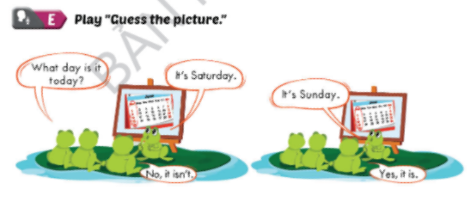 E Play "Guess the picture."
What day is it
today?
It's Saturday.
No, it isn't.
It's Sunday.
Yes, it is.
BẢN